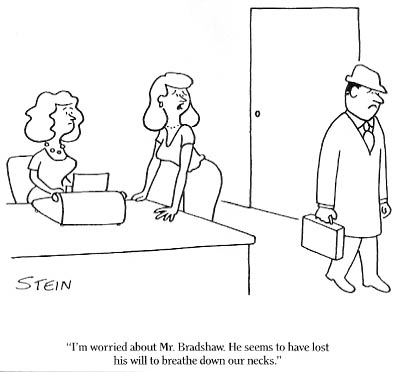 STEIN
“I'm worried about Mr. Bradshaw. He seems to have lost
his will to breathe down our necks.”